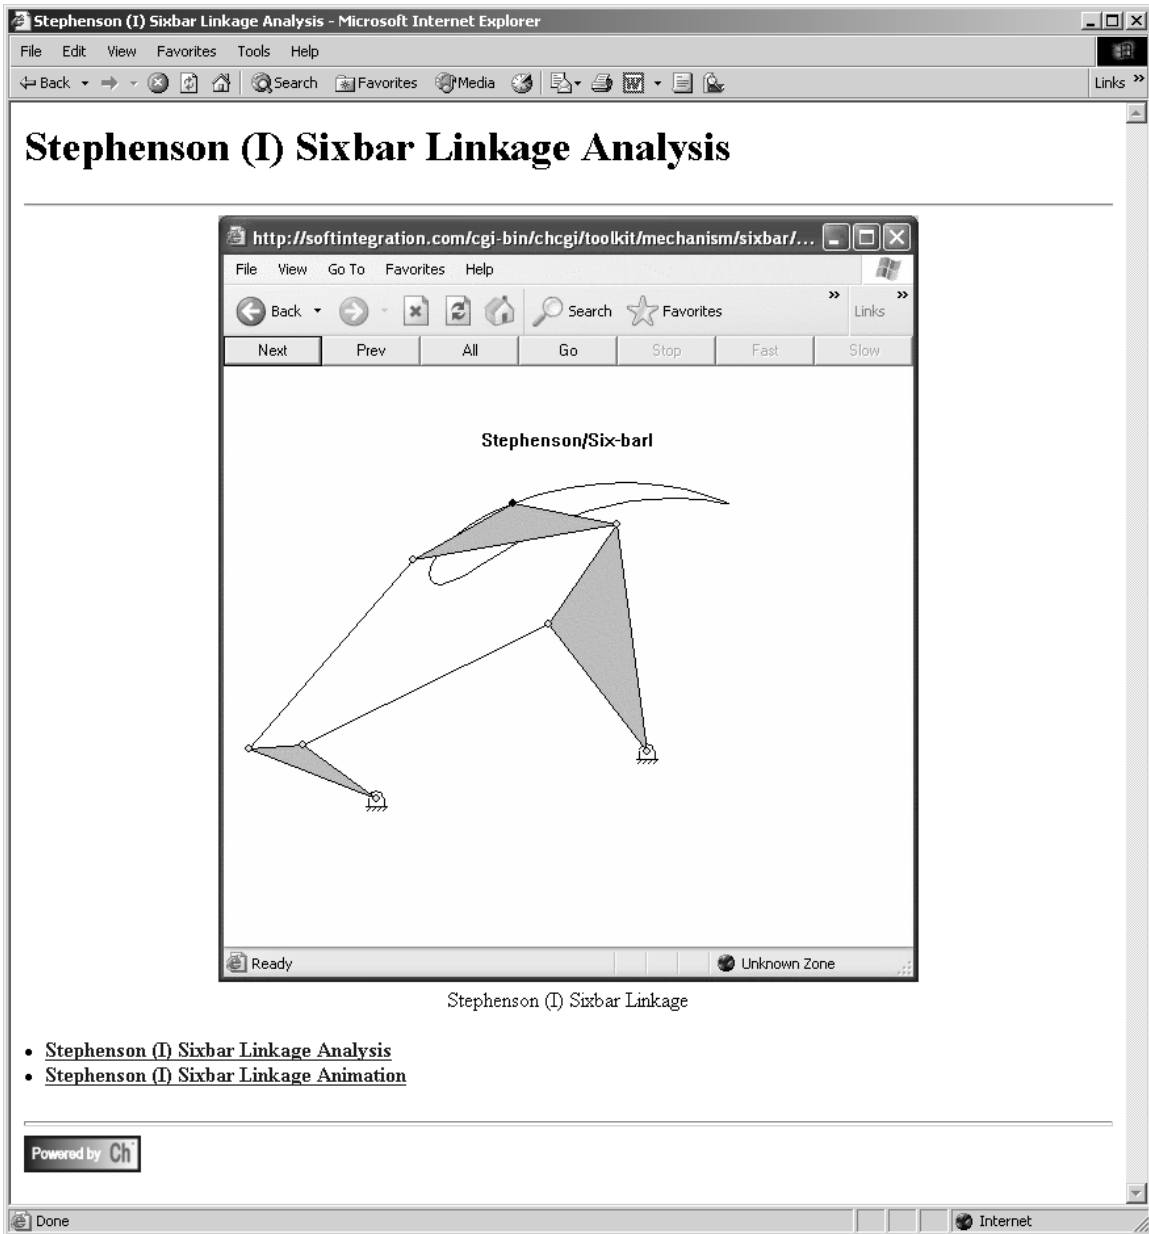 Stephenson (I) Sixbar Linkage Analysis - Microsoft Internet Explorer
File Edit View Favorites Tools Help
Back Search Favorites Media Links »
Stephenson (I) Sixbar Linkage Analysis
http://softintegration.com/cgi-bin/chcgi/toolkit/mechanism/sixbar/...
File View Go To Favorites Help
Back Search Favorites » Links »
Next Prev All Go Stop Fast Slow
Stephenson/Six-barI
Ready Unknown Zone
Stephenson (I) Sixbar Linkage
• Stephenson (I) Sixbar Linkage Analysis
• Stephenson (I) Sixbar Linkage Animation
Powered by Ch
Done Internet